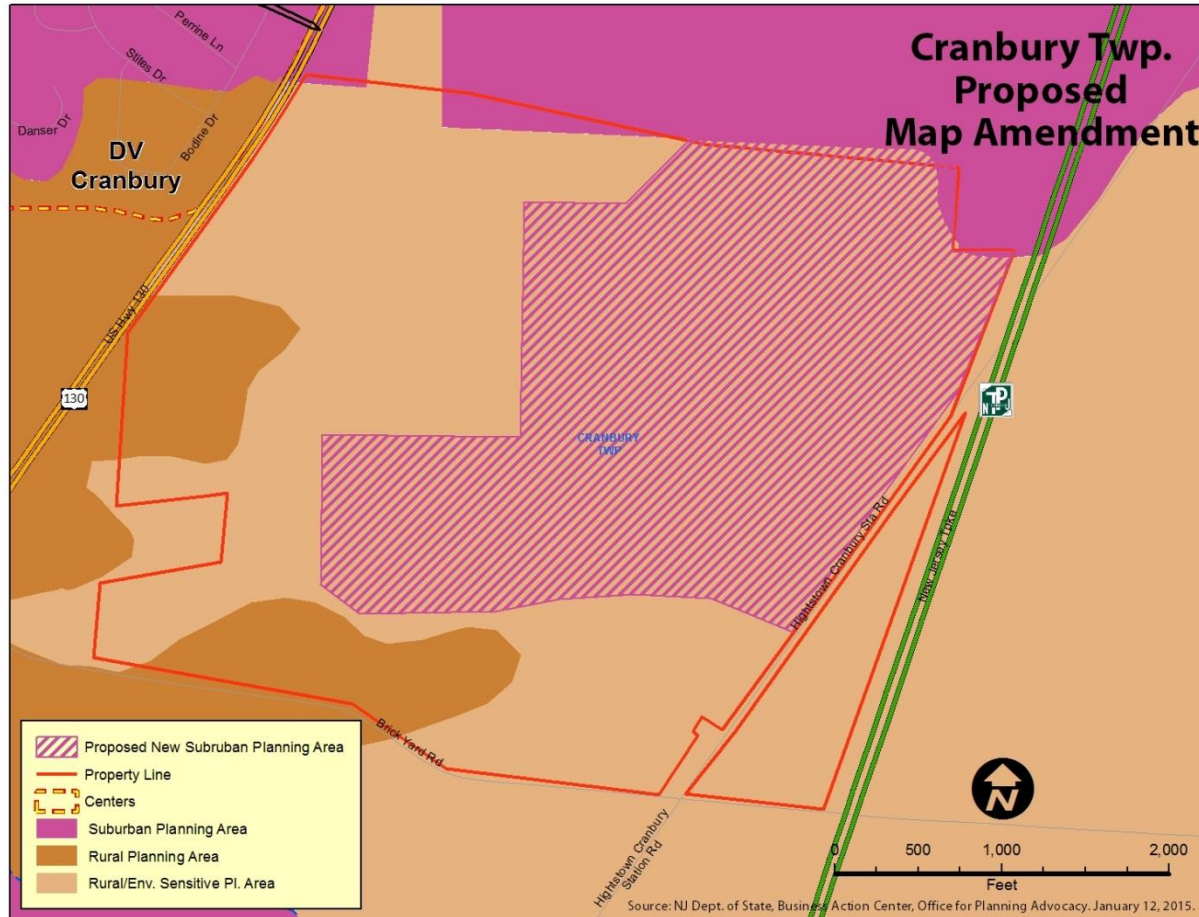 Cranbury Twp.
Proposed
Map Amendment
Perrine Ln
Stites Dr
Danser Dr
Bodine Dr
DV
Cranbury
US Hwy 130
130
N TP J
CRANBURY
TWP
Hightstown Cranbury Sta Rd
New Jersey Tpke
Brick Yard Rd
Hightstown Cranbury
Station Rd
Proposed New Subruban Planning Area
Property Line
Centers
Suburban Planning Area
Rural Planning Area
Rural/Env. Sensitive Pl. Area
N
0 500 1,000 2,000
Feet
Source: NJ Dept. of State, Business Action Center, Office for Planning Advocacy. January 12, 2015.